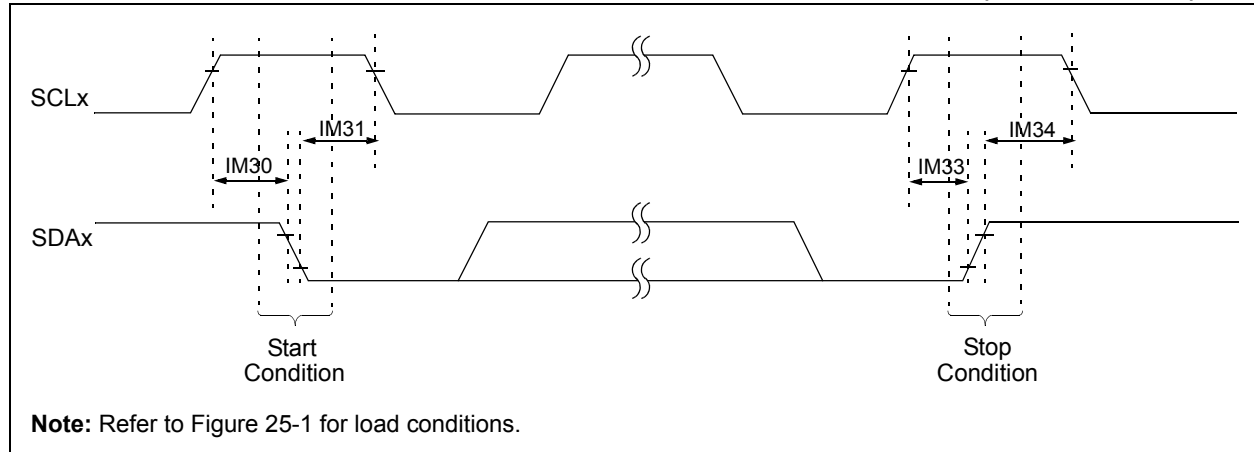 SCLx
IM31
IM34
IM30
IM33
SDAx
Start
Condition
Stop
Condition
Note: Refer to Figure 25-1 for load conditions.